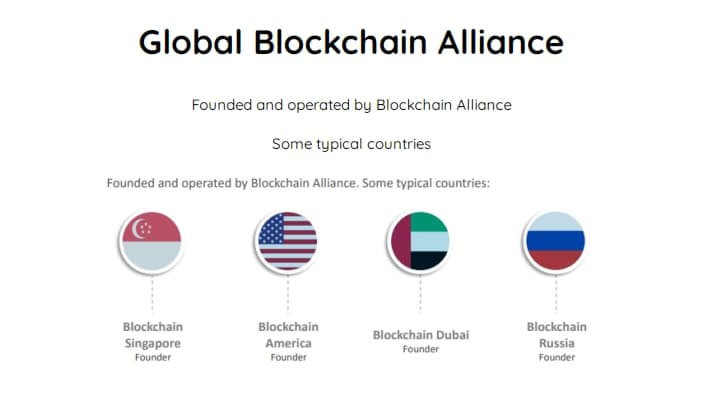 Global Blockchain Alliance
Founded and operated by Blockchain Alliance
Some typical countries
Founded and operated by Blockchain Alliance. Some typical countries:
Blockchain
Singapore
Founder
Blockchain
America
Founder
Blockchain Dubai
Founder
Blockchain
Russia
Founder